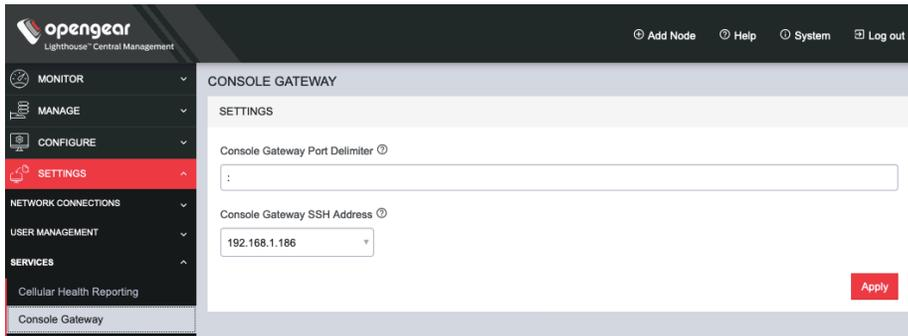 opengear
Lighthouse™ Central Management
Add Node Help System Log out
MONITOR
MANAGE
CONFIGURE
SETTINGS
NETWORK CONNECTIONS
USER MANAGEMENT
SERVICES
Cellular Health Reporting
Console Gateway
CONSOLE GATEWAY
SETTINGS
Console Gateway Port Delimiter
:
Console Gateway SSH Address
192.168.1.186
Apply